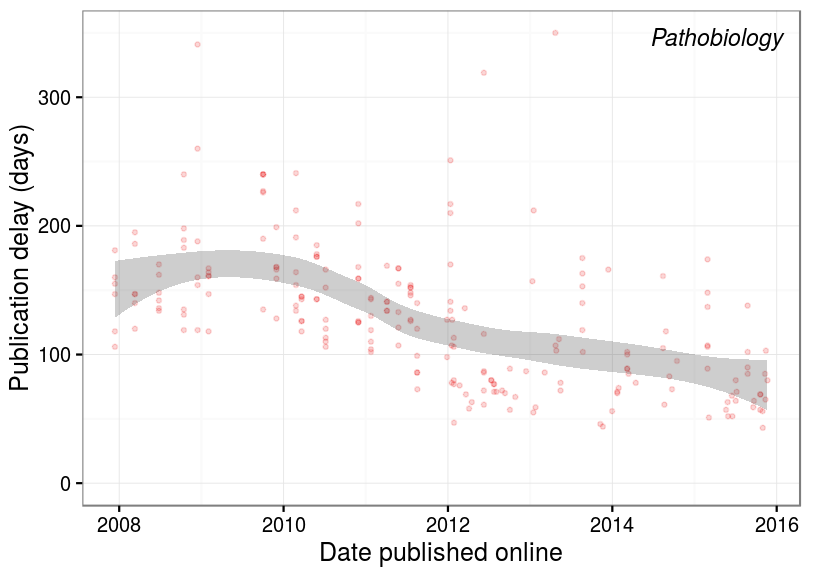 Pathobiology
Publication delay (days)
300
200
100
0
2008 2010 2012 2014 2016
Date published online